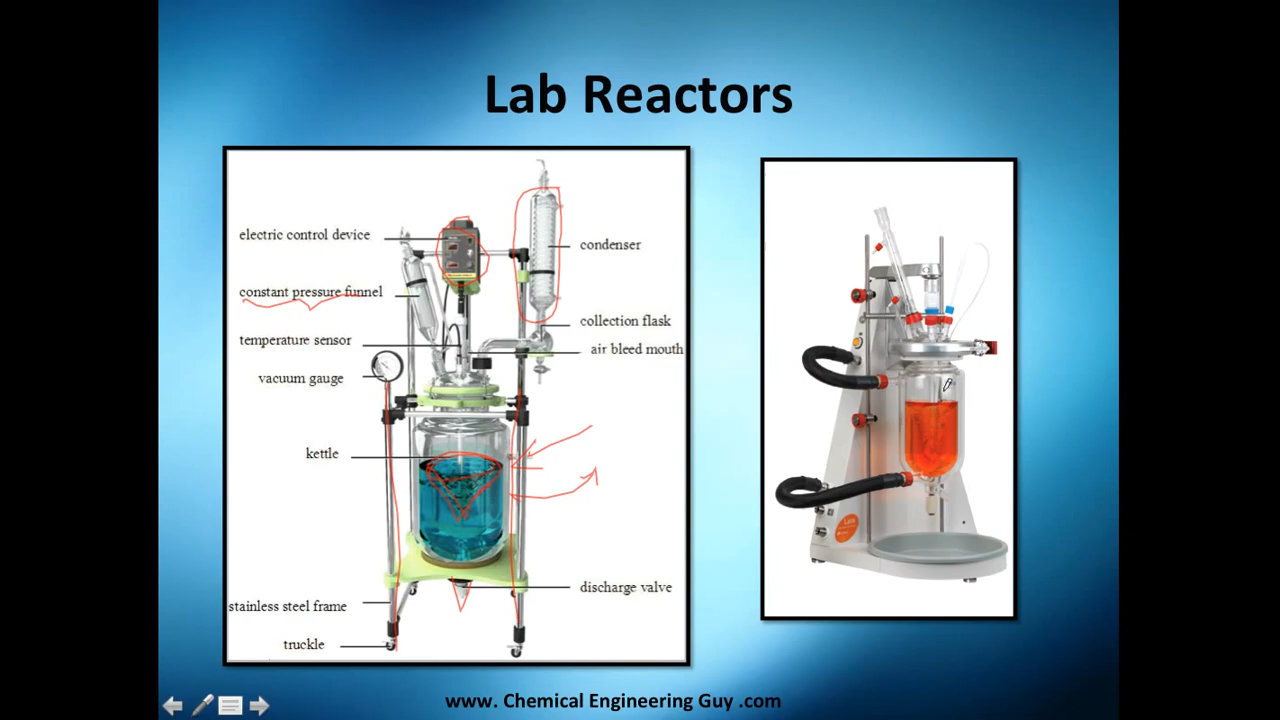 Lab Reactors
electric control device
constant pressure funnel
temperature sensor
vacuum gauge
kettle
stainless steel frame
truckle
condenser
collection flask
air bleed mouth
discharge valve
www. Chemical Engineering Guy .com